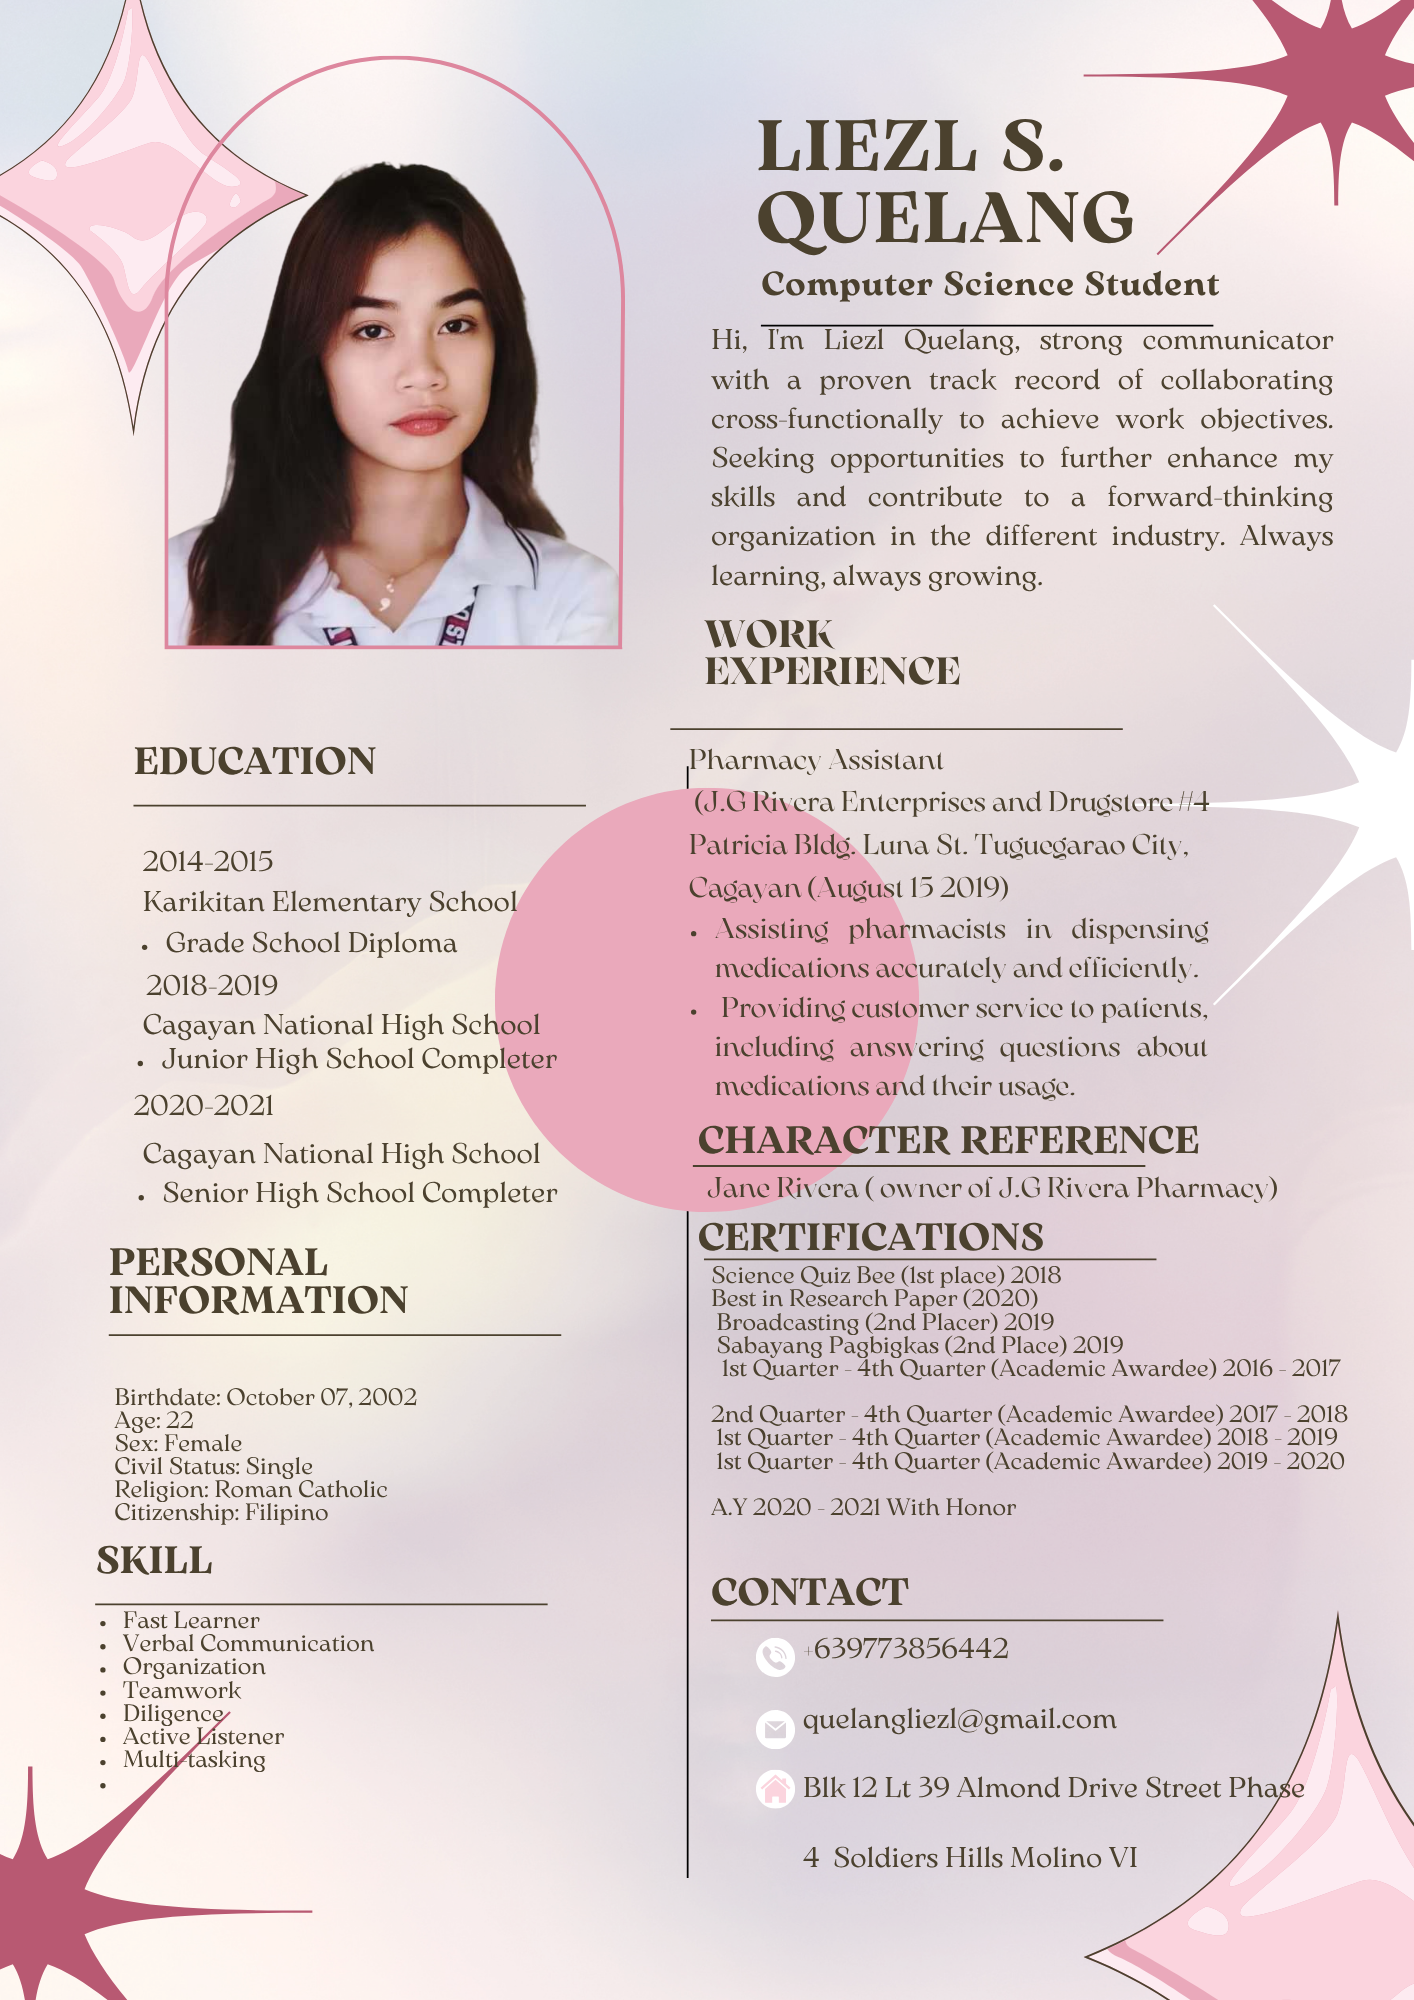 LIEZL S.
QUELANG
Computer Science Student
Hi, I'm Liezl Quelang, strong communicator
with a proven track record of collaborating
cross-functionally to achieve work objectives.
Seeking opportunities to further enhance my
skills and contribute to a forward-thinking
organization in the different industry. Always
learning, always growing.
WORK
EXPERIENCE
Pharmacy Assistant
(J.G Rivera Enterprises and Drugstore #4
Patricia Bldg. Luna St. Tuguegarao City,
Cagayan (August 15 2019)
• Assisting pharmacists in dispensing
medications accurately and efficiently.
• Providing customer service to patients,
including answering questions about
medications and their usage.
CHARACTER REFERENCE
Jane Rivera ( owner of J.G Rivera Pharmacy)
CERTIFICATIONS
Science Quiz Bee (1st place) 2018
Best in Research Paper (2020)
Broadcasting (2nd Placer) 2019
Sabayang Pagbigkas (2nd Place) 2019
1st Quarter - 4th Quarter (Academic Awardee) 2016 - 2017
2nd Quarter - 4th Quarter (Academic Awardee) 2017 - 2018
1st Quarter - 4th Quarter (Academic Awardee) 2018 - 2019
1st Quarter - 4th Quarter (Academic Awardee) 2019 - 2020
A.Y 2020 - 2021 With Honor
CONTACT
+639773856442
quelangliezl@gmail.com
Blk 12 Lt 39 Almond Drive Street Phase
4 Soldiers Hills Molino VI
EDUCATION
2014-2015
Karikitan Elementary School
• Grade School Diploma
2018-2019
Cagayan National High School
• Junior High School Completer
2020-2021
Cagayan National High School
• Senior High School Completer
PERSONAL
INFORMATION
Birthdate: October 07, 2002
Age: 22
Sex: Female
Civil Status: Single
Religion: Roman Catholic
Citizenship: Filipino
SKILL
• Fast Learner
• Verbal Communication
• Organization
• Teamwork
• Diligence
• Active Listener
• Multi-tasking
•